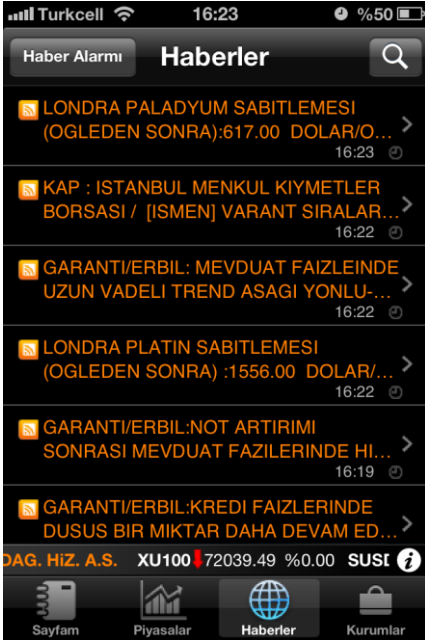 Turkcell 16:23 %50
Haber Alarmı Haberler
LONDRA PALADYUM SABITLEMESI
(OGLEDEN SONRA):617.00 DOLAR/O...
16:23
KAP : ISTANBUL MENKUL KIYMETLER
BORSASI / [ISMEN] VARANT SIRALAR...
16:22
GARANTI/ERBIL: MEVDUAT FAIZLEINDE
UZUN VADELI TREND ASAGI YONLU-...
16:22
LONDRA PLATIN SABITLEMESI
(OGLEDEN SONRA) :1556.00 DOLAR/...
16:22
GARANTI/ERBIL:NOT ARTIRIMI
SONRASI MEVDUAT FAZILERINDE HI...
16:19
GARANTI/ERBIL:KREDI FAIZLERINDE
DUSUS BIR MIKTAR DAHA DEVAM ED...
DAG. HiZ. A.S. XU100 72039.49 %0.00 SUSI
Sayfam Piyasalar Haberler Kurumlar